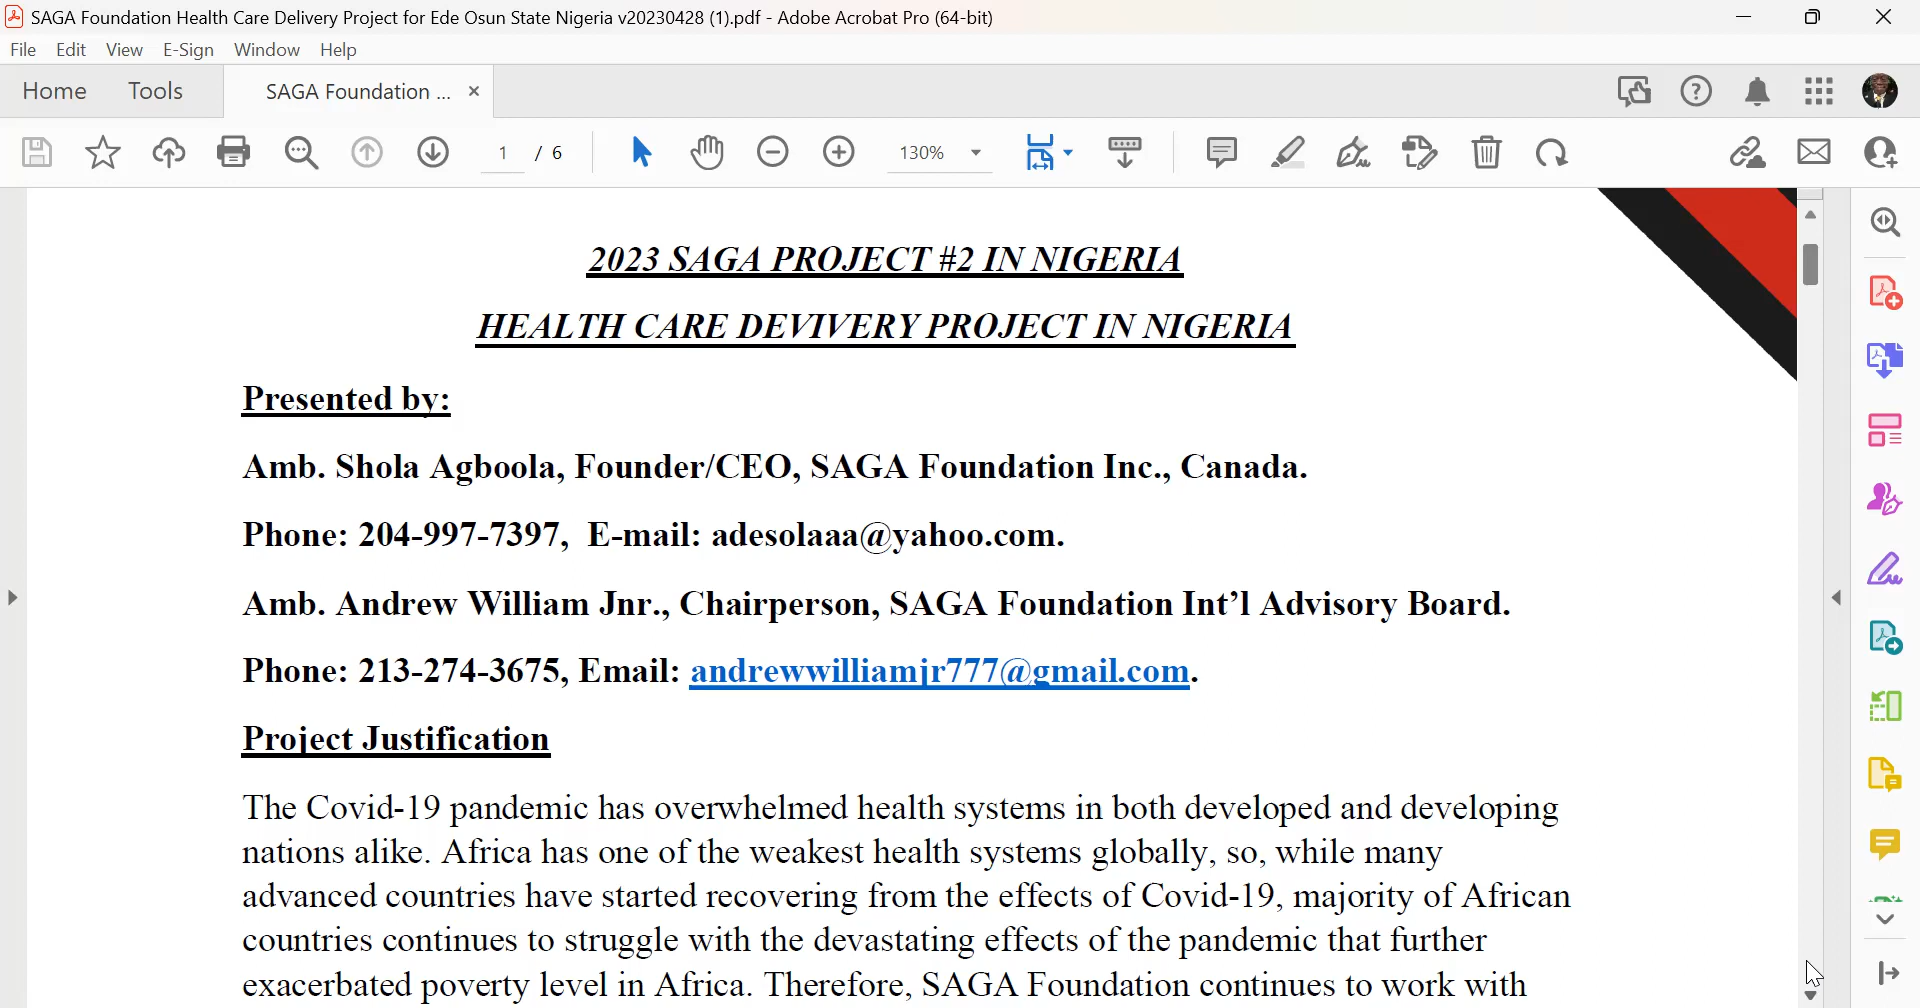 SAGA Foundation Health Care Delivery Project for Ede Osun State Nigeria v20230428 (1).pdf - Adobe Acrobat Pro (64-bit)
File Edit View E-Sign Window Help
Home Tools SAGA Foundation ... ×
1 / 6 130%
2023 SAGA PROJECT #2 IN NIGERIA
HEALTH CARE DEVIVERY PROJECT IN NIGERIA
Presented by:
Amb. Shola Agboola, Founder/CEO, SAGA Foundation Inc., Canada.
Phone: 204-997-7397, E-mail: adesolaaa@yahoo.com.
Amb. Andrew William Jnr., Chairperson, SAGA Foundation Int’l Advisory Board.
Phone: 213-274-3675, Email: andrewwilliamjr777@gmail.com.
Project Justification
The Covid-19 pandemic has overwhelmed health systems in both developed and developing
nations alike. Africa has one of the weakest health systems globally, so, while many
advanced countries have started recovering from the effects of Covid-19, majority of African
countries continues to struggle with the devastating effects of the pandemic that further
exacerbated poverty level in Africa. Therefore, SAGA Foundation continues to work with